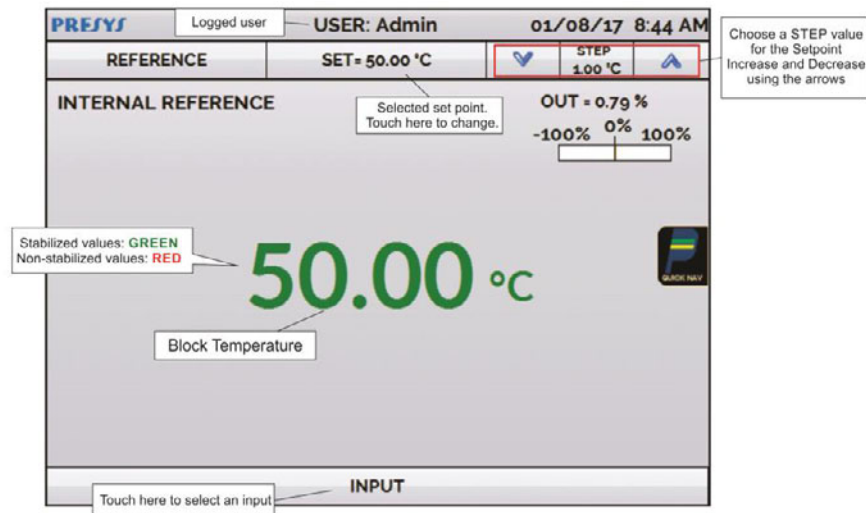 PRESYS
Logged user
USER: Admin
01/08/17 8:44 AM
REFERENCE
SET= 50.00 °C
STEP
1.00 °C
Choose a STEP value
for the Setpoint
Increase and Decrease
using the arrows
INTERNAL REFERENCE
Selected set point.
Touch here to change.
OUT = 0.79 %
-100% 0% 100%
Stabilized values: GREEN
Non-stabilized values: RED
50.00 °C
QUICK NAV
Block Temperature
INPUT
Touch here to select an input